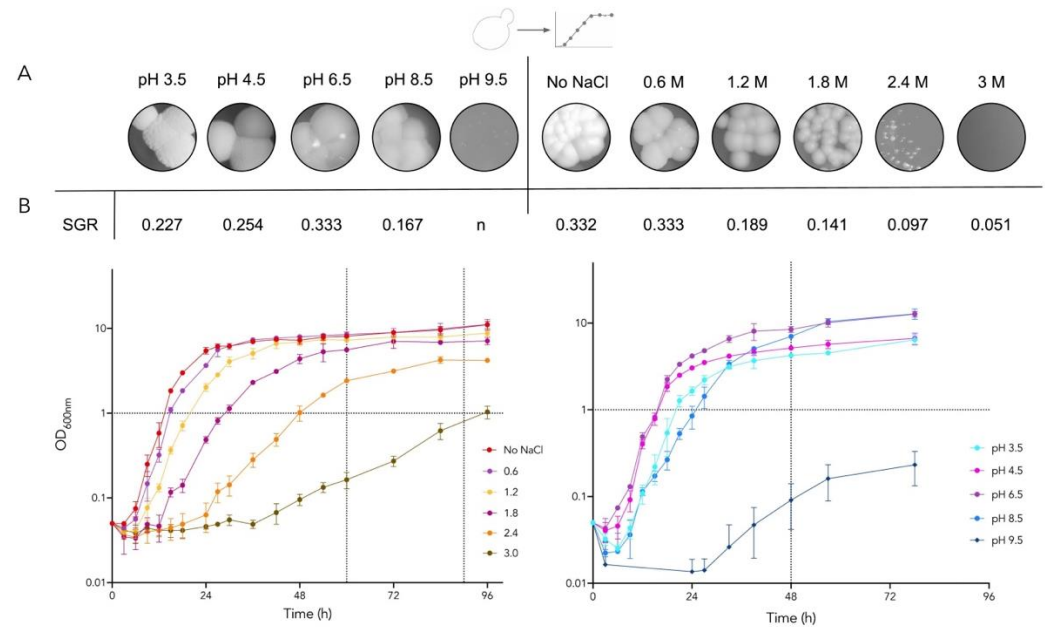 A
pH 3.5 pH 4.5 pH 6.5 pH 8.5 pH 9.5 No NaCl 0.6 M 1.2 M 1.8 M 2.4 M 3 M
B
SGR 0.227 0.254 0.333 0.167 n 0.332 0.333 0.189 0.141 0.097 0.051
OD600nm
10
1
0.1
0.01
0 24 48 72 96
Time (h)
No NaCl
0.6
1.2
1.8
2.4
3.0
10
1
0.1
0.01
0 24 48 72 96
Time (h)
pH 3.5
pH 4.5
pH 6.5
pH 8.5
pH 9.5